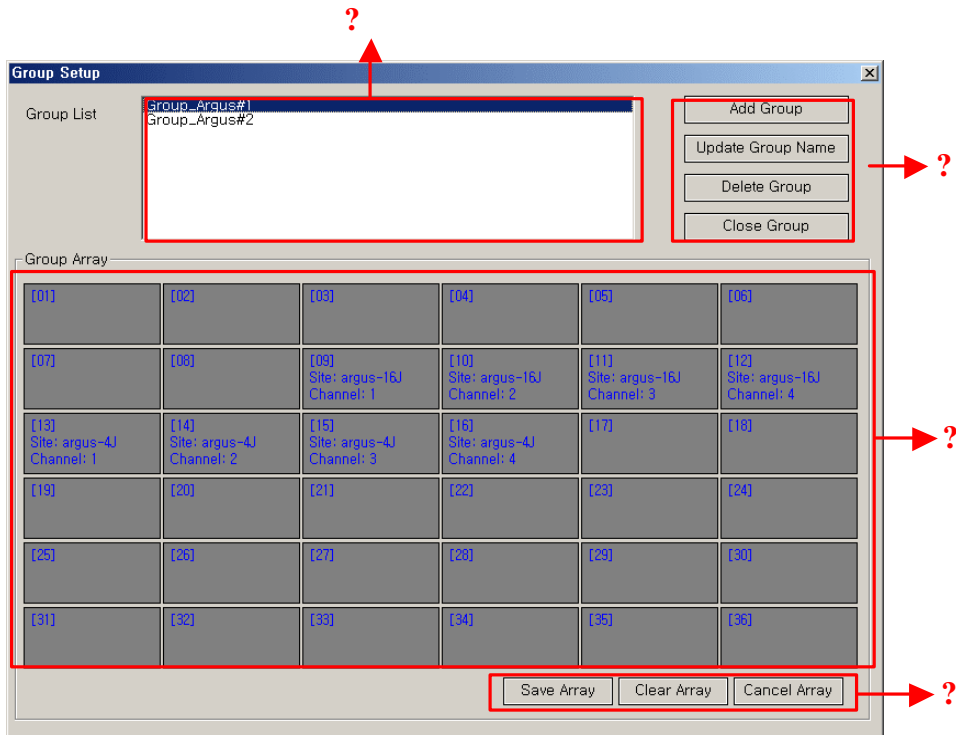 ?
Group Setup
Group List
Group_Argus#1
Group_Argus#2
Add Group
Update Group Name
Delete Group
Close Group
?
Group Array
[01]
[02]
[03]
[04]
[05]
[06]
[07]
[08]
[09]
Site: argus-16J
Channel: 1
[10]
Site: argus-16J
Channel: 2
[11]
Site: argus-16J
Channel: 3
[12]
Site: argus-16J
Channel: 4
[13]
Site: argus-4J
Channel: 1
[14]
Site: argus-4J
Channel: 2
[15]
Site: argus-4J
Channel: 3
[16]
Site: argus-4J
Channel: 4
[17]
[18]
?
[19]
[20]
[21]
[22]
[23]
[24]
[25]
[26]
[27]
[28]
[29]
[30]
[31]
[32]
[33]
[34]
[35]
[36]
Save Array
Clear Array
Cancel Array
?